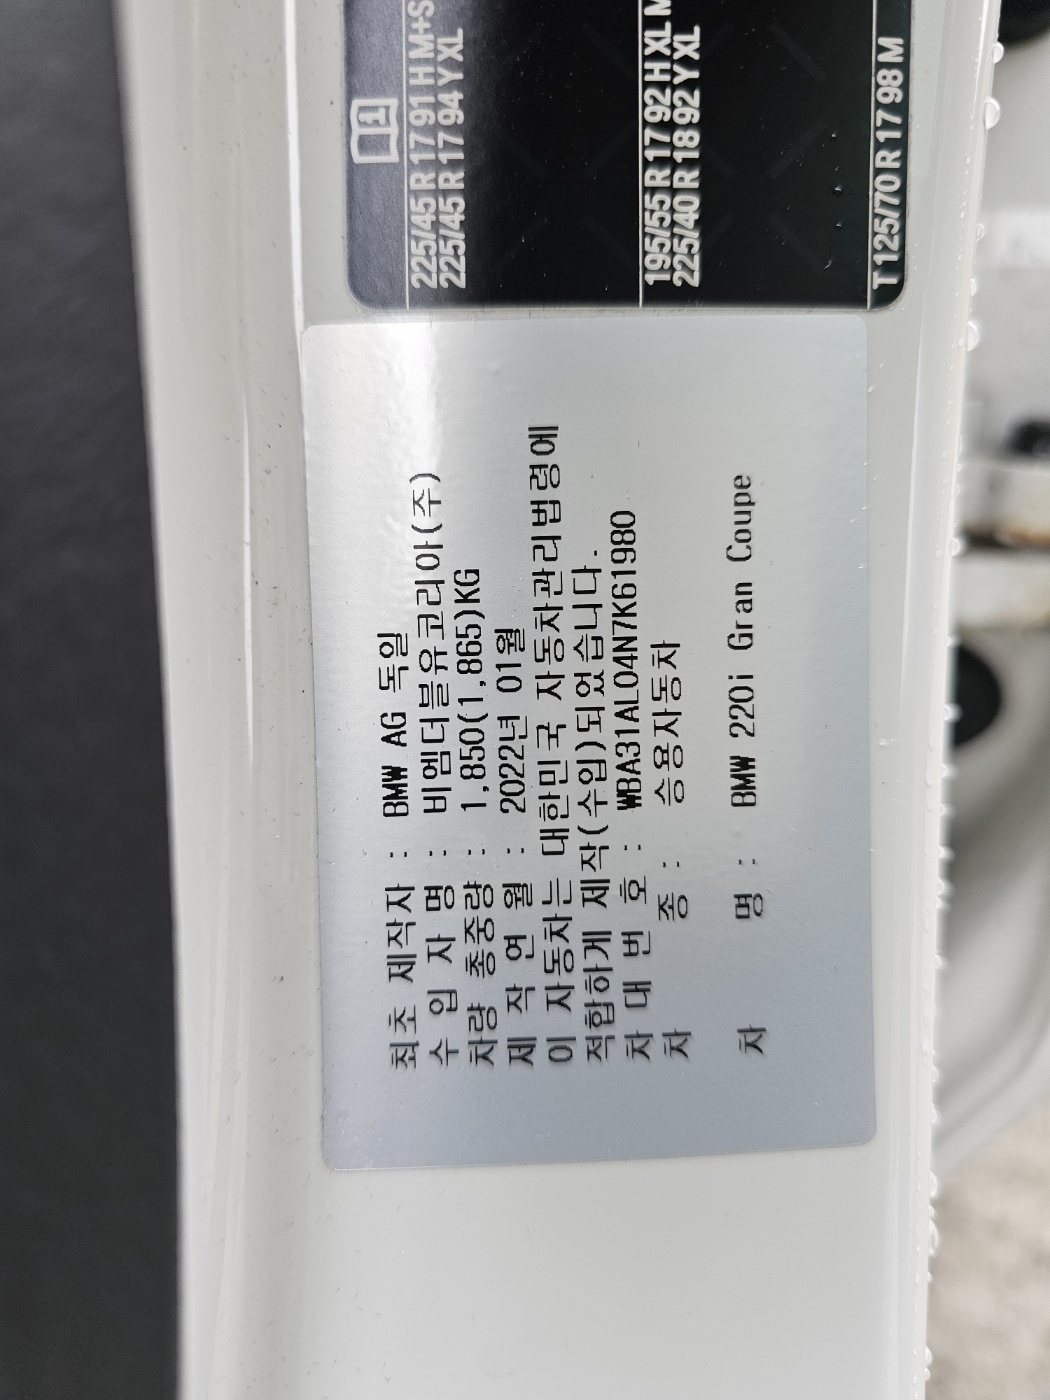 최초 제작자 : BMW AG 독일
수 입 자 명 : 비엠더블유코리아(주)
차량 총중량 : 1,850(1,865)KG
제 작 연 월 : 2022년 01월
이 자동차는 대한민국 자동차관리법령에
적합하게 제작(수입)되었습니다.
차 대 번 호 : WBA31AL04N7K61980
차 종 : 승용자동차
차 명 : BMW 220i Gran Coupe
225/45 R 17 91 H M+S
225/45 R 17 94 Y XL
195/55 R 17 92 H XL M
225/40 R 18 92 Y XL
T 125/70 R 17 98 M